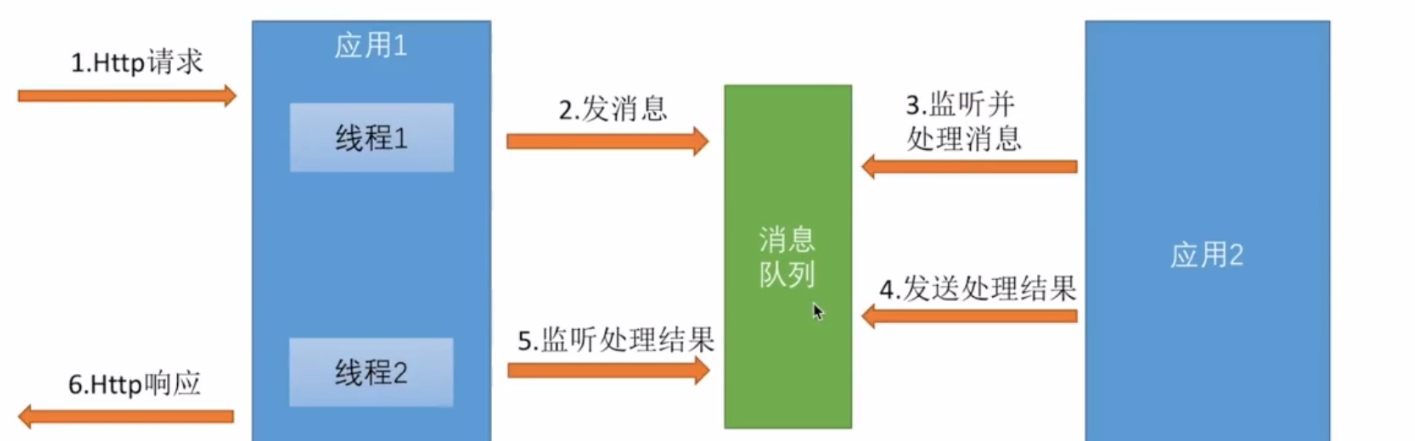 1.Http请求
应用1
线程1
2.发消息
3.监听并
处理消息
消息
队列
应用2
4.发送处理结果
5.监听处理结果
线程2
6.Http响应